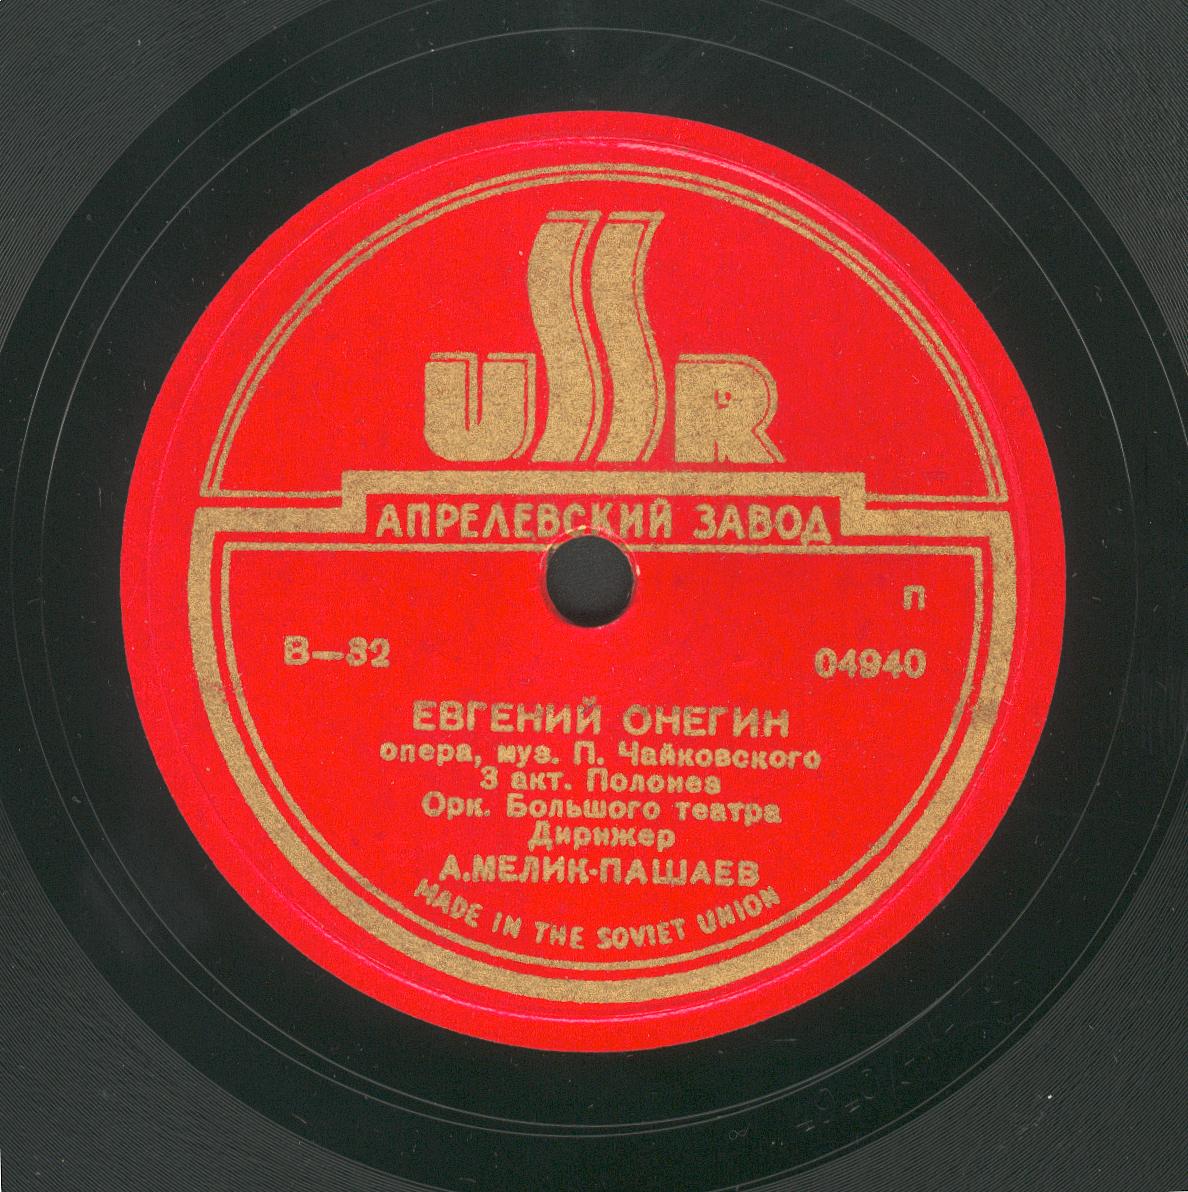 USSR
АПРЕЛЕВСКИЙ ЗАВОД
П
В—32 04940
ЕВГЕНИЙ ОНЕГИН
опера, муз. П. Чайковского
3 акт. Полонез
Орк. Большого театра
Дирижер
А.МЕЛИК-ПАШАЕВ
MADE IN THE SOVIET UNION